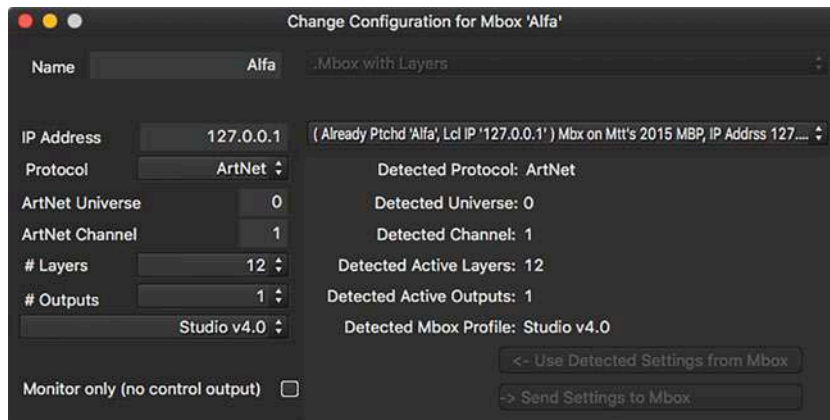 Change Configuration for Mbox 'Alfa'
Name Alfa .Mbox with Layers
IP Address 127.0.0.1 ( Already Ptchd 'Alfa', Lcl IP '127.0.0.1' ) Mbx on Mtt's 2015 MBP, IP Addrss 127....
Protocol ArtNet Detected Protocol: ArtNet
ArtNet Universe 0 Detected Universe: 0
ArtNet Channel 1 Detected Channel: 1
# Layers 12 Detected Active Layers: 12
# Outputs 1 Detected Active Outputs: 1
Studio v4.0 Detected Mbox Profile: Studio v4.0
<- Use Detected Settings from Mbox
Monitor only (no control output)
-> Send Settings to Mbox